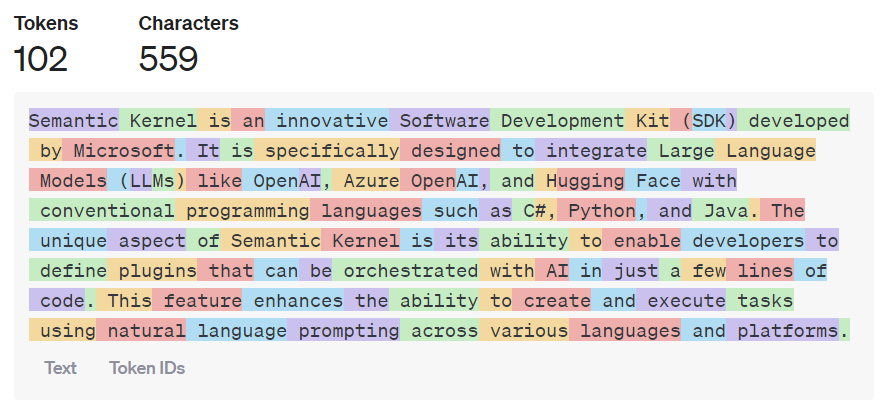 Tokens Characters
102 559
Semantic Kernel is an innovative Software Development Kit (SDK) developed
by Microsoft. It is specifically designed to integrate Large Language
Models (LLMs) like OpenAI, Azure OpenAI, and Hugging Face with
conventional programming languages such as C#, Python, and Java. The
unique aspect of Semantic Kernel is its ability to enable developers to
define plugins that can be orchestrated with AI in just a few lines of
code. This feature enhances the ability to create and execute tasks
using natural language prompting across various languages and platforms.
Text Token IDs